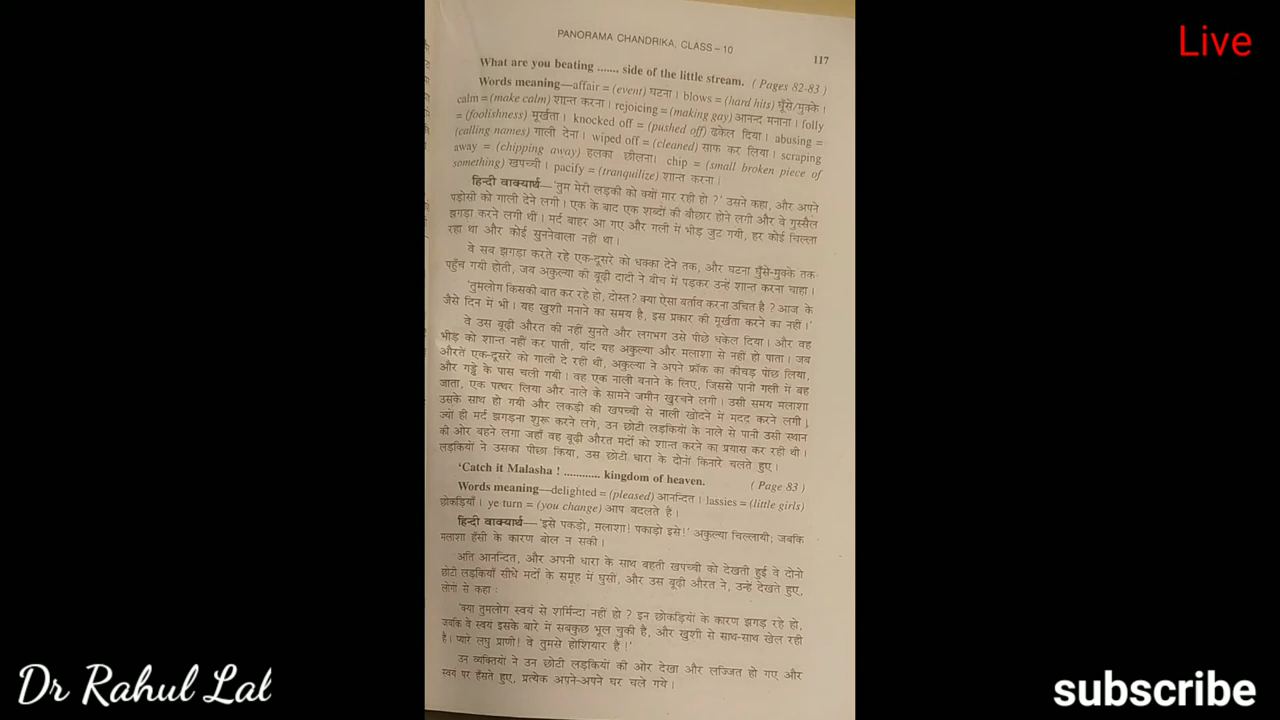 PANORAMA CHANDRIKA, CLASS – 10
117
Live
What are you beating ....... side of the little stream. ( Pages 82-83 )
Words meaning—affair = (event) घटना। blows = (hard hits) घूँसे/मुक्के।
calm = (make calm) शान्त करना। rejoicing = (making gay) आनन्द मनाना। folly
= (foolishness) मूर्खता। knocked off = (pushed off) ढकेल दिया। abusing =
(calling names) गाली देना। wiped off = (cleaned) साफ कर लिया। scraping
away = (chipping away) हलका छीलना। chip = (small broken piece of
something) खपच्ची। pacify = (tranquilize) शान्त करना।
हिन्दी वाक्यार्थ—'तुम मेरी लड़की को क्यों मार रही हो ?' उसने कहा, और अपने
पड़ोसी को गाली देने लगी। एक के बाद एक शब्दों की बौछार होने लगी और वे गुस्सैल
झगड़ा करने लगी थीं। मर्द बाहर आ गए और गली में भीड़ जुट गयी, हर कोई चिल्ला
रहा था और कोई सुननेवाला नहीं था।
वे सब झगड़ा करते रहे एक-दूसरे को धक्का देने तक, और घटना घूँसे-मुक्के तक
पहुँच गयी होती, जब अकुल्या की बूढ़ी दादी ने बीच में पड़कर उन्हें शान्त करना चाहा।
'तुमलोग किसकी बात कर रहे हो, दोस्त? क्या ऐसा बर्ताव करना उचित है ? आज के
जैसे दिन में भी। यह खुशी मनाने का समय है, इस प्रकार की मूर्खता करने का नहीं।'
वे उस बूढ़ी औरत की नहीं सुनते और लगभग उसे पीछे धकेल दिया। और वह
भीड़ को शान्त नहीं कर पाती, यदि यह अकुल्या और मलाशा से नहीं हो पाता। जब
औरतें एक-दूसरे को गाली दे रही थीं, अकुल्या ने अपने फ्रॉक का कीचड़ पोंछ लिया,
और गड्ढे के पास चली गयी। वह एक नाली बनाने के लिए, जिससे पानी गली में बह
जाता, एक पत्थर लिया और नाले के सामने जमीन खुरचने लगी। उसी समय मलाशा
उसके साथ हो गयी और लकड़ी की खपच्ची से नाली खोदने में मदद करने लगी।
ज्यों ही मर्द झगड़ना शुरू करने लगे, उन छोटी लड़कियों के नाले से पानी उसी स्थान
की ओर बहने लगा जहाँ वह बूढ़ी औरत मर्दों को शान्त करने का प्रयास कर रही थी।
लड़कियों ने उसका पीछा किया, उस छोटी धारा के दोनों किनारे चलते हुए।
'Catch it Malasha ! ............ kingdom of heaven. ( Page 83 )
Words meaning—delighted = (pleased) आनन्दित। lassies = (little girls)
छोकड़ियाँ। ye turn = (you change) आप बदलते हैं।
हिन्दी वाक्यार्थ—'इसे पकड़ो, मलाशा! पकाड़ो इसे!' अकुल्या चिल्लायी; जबकि
मलाशा हँसी के कारण बोल न सकी।
अति आनन्दित, और अपनी धारा के साथ बहती खपच्ची को देखती हुई वे दोनो
छोटी लड़कियाँ सीधे मर्दों के समूह में घुसी, और उस बूढ़ी औरत ने, उन्हें देखते हुए,
लोगों से कहा :
'क्या तुमलोग स्वयं से शर्मिन्दा नहीं हो ? इन छोकड़ियों के कारण झगड़ रहे हो,
जबकि वे स्वयं इसके बारे में सबकुछ भूल चुकी हैं, और खुशी से साथ-साथ खेल रही
है। प्यारे लघु प्राणी! वे तुमसे होशियार हैं!'
उन व्यक्तियों ने उन छोटी लड़कियों की ओर देखा और लज्जित हो गए और
स्वयं पर हँसते हुए, प्रत्येक अपने-अपने घर चले गये।
Dr Rahul Lal
subscribe